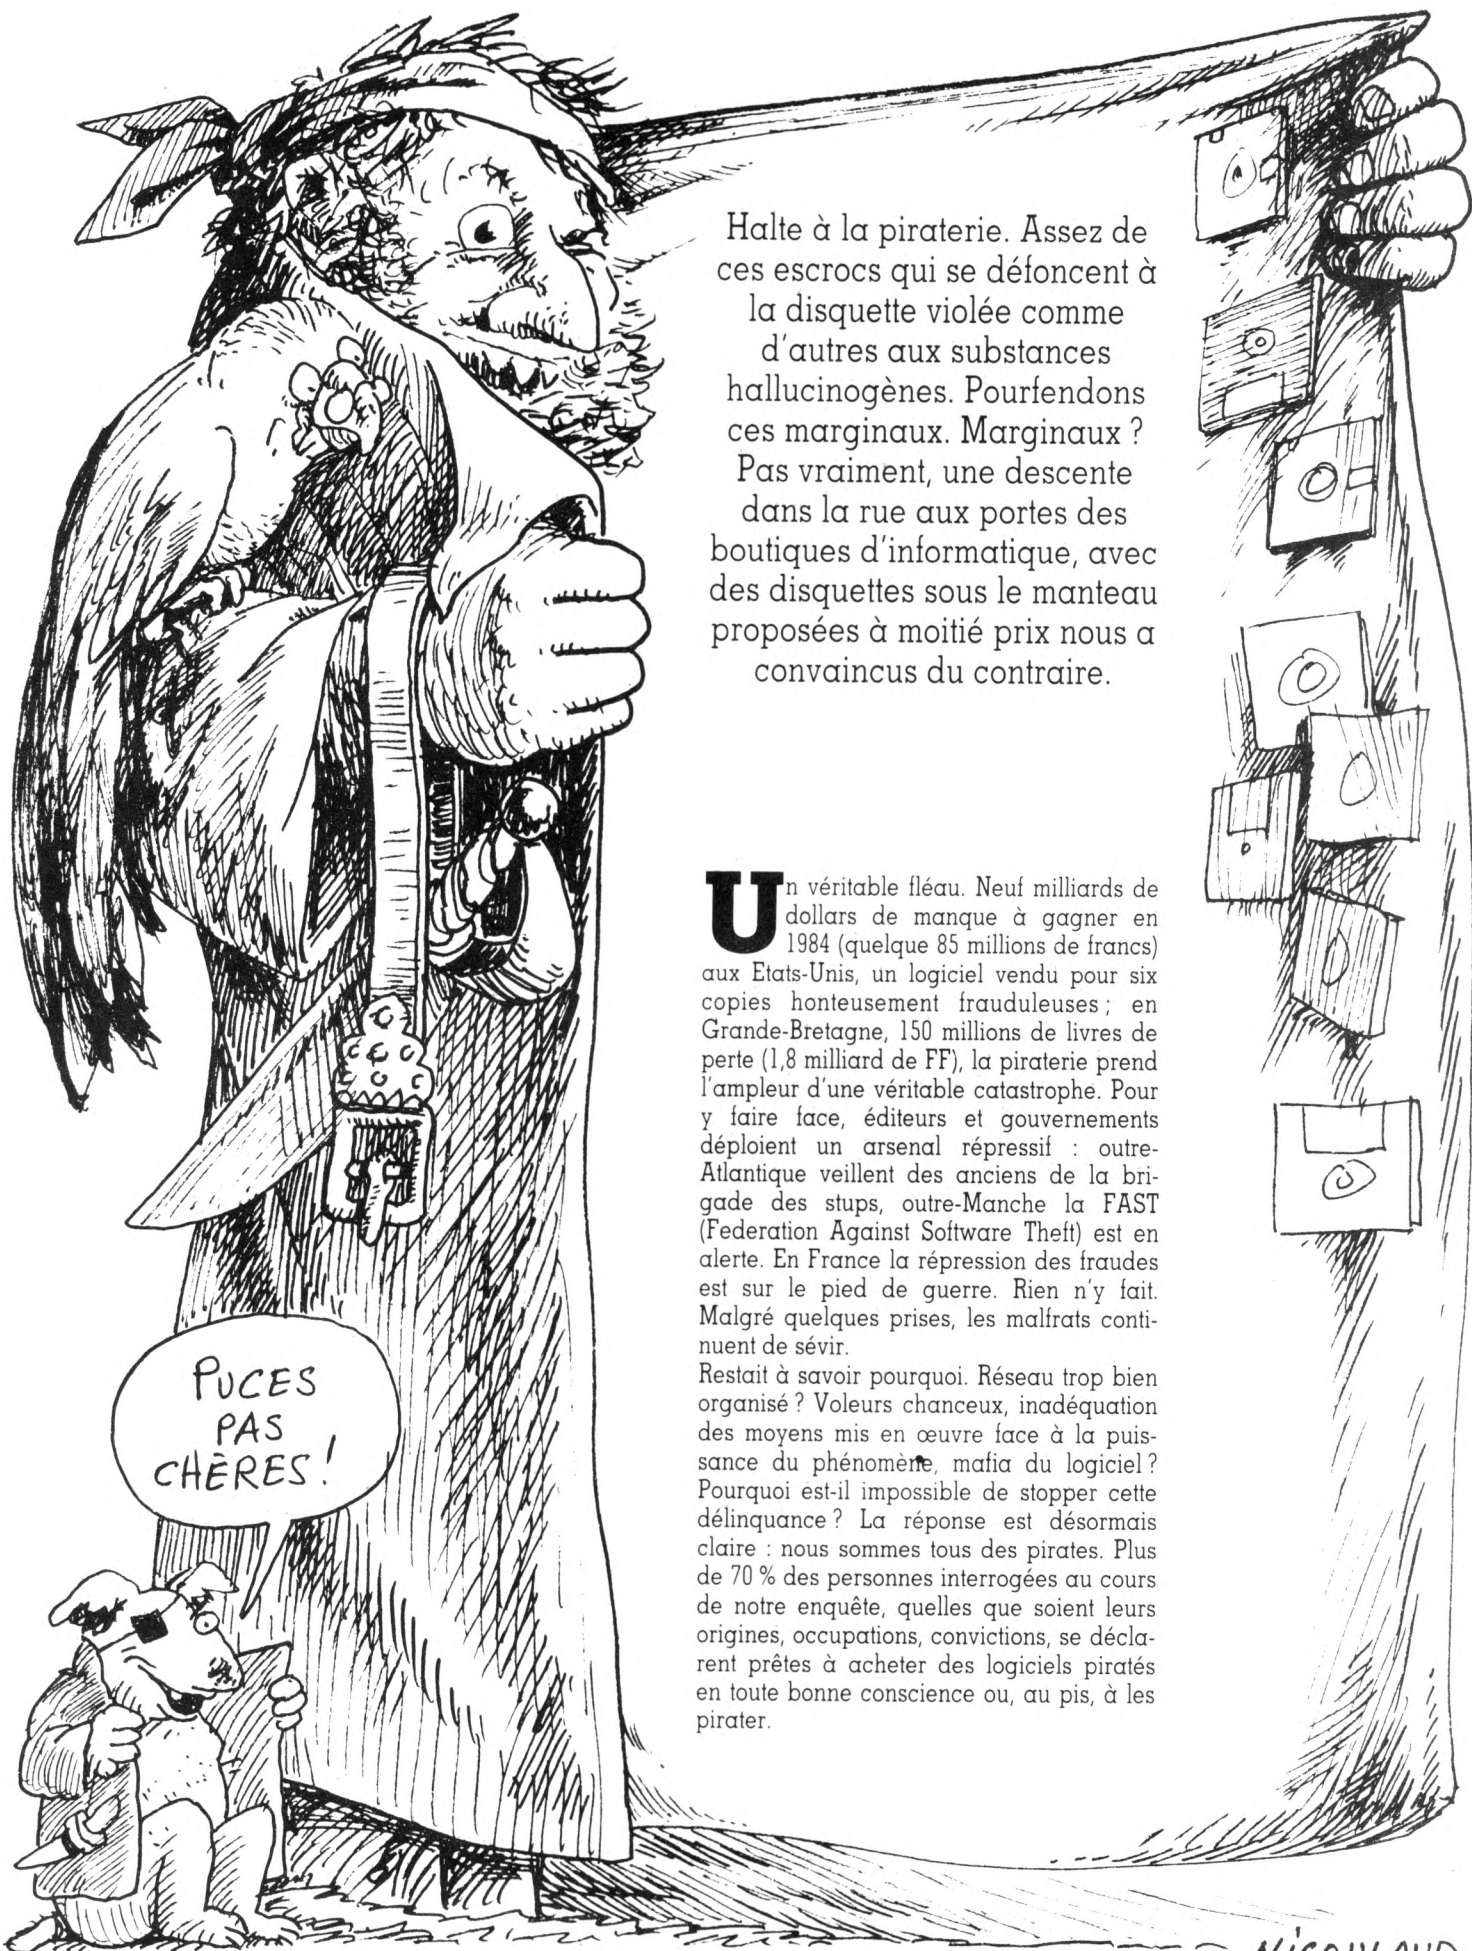 Halte à la piraterie. Assez de
ces escrocs qui se défoncent à
la disquette violée comme
d'autres aux substances
hallucinogènes. Pourfendons
ces marginaux. Marginaux ?
Pas vraiment, une descente
dans la rue aux portes des
boutiques d'informatique, avec
des disquettes sous le manteau
proposées à moitié prix nous a
convaincus du contraire.
Un véritable fléau. Neuf milliards de
dollars de manque à gagner en
1984 (quelque 85 millions de francs)
aux Etats-Unis, un logiciel vendu pour six
copies honteusement frauduleuses ; en
Grande-Bretagne, 150 millions de livres de
perte (1,8 milliard de FF), la piraterie prend
l'ampleur d'une véritable catastrophe. Pour
y faire face, éditeurs et gouvernements
déploient un arsenal répressif : outre-
Atlantique veillent des anciens de la bri-
gade des stups, outre-Manche la FAST
(Federation Against Software Theft) est en
alerte. En France la répression des fraudes
est sur le pied de guerre. Rien n'y fait.
Malgré quelques prises, les malfrats conti-
nuent de sévir.
Restait à savoir pourquoi. Réseau trop bien
organisé ? Voleurs chanceux, inadéquation
des moyens mis en œuvre face à la puis-
sance du phénomène, mafia du logiciel ?
Pourquoi est-il impossible de stopper cette
délinquance ? La réponse est désormais
claire : nous sommes tous des pirates. Plus
de 70 % des personnes interrogées au cours
de notre enquête, quelles que soient leurs
origines, occupations, convictions, se décla-
rent prêtes à acheter des logiciels piratés
en toute bonne conscience ou, au pis, à les
pirater.
PUCES
PAS
CHÈRES !